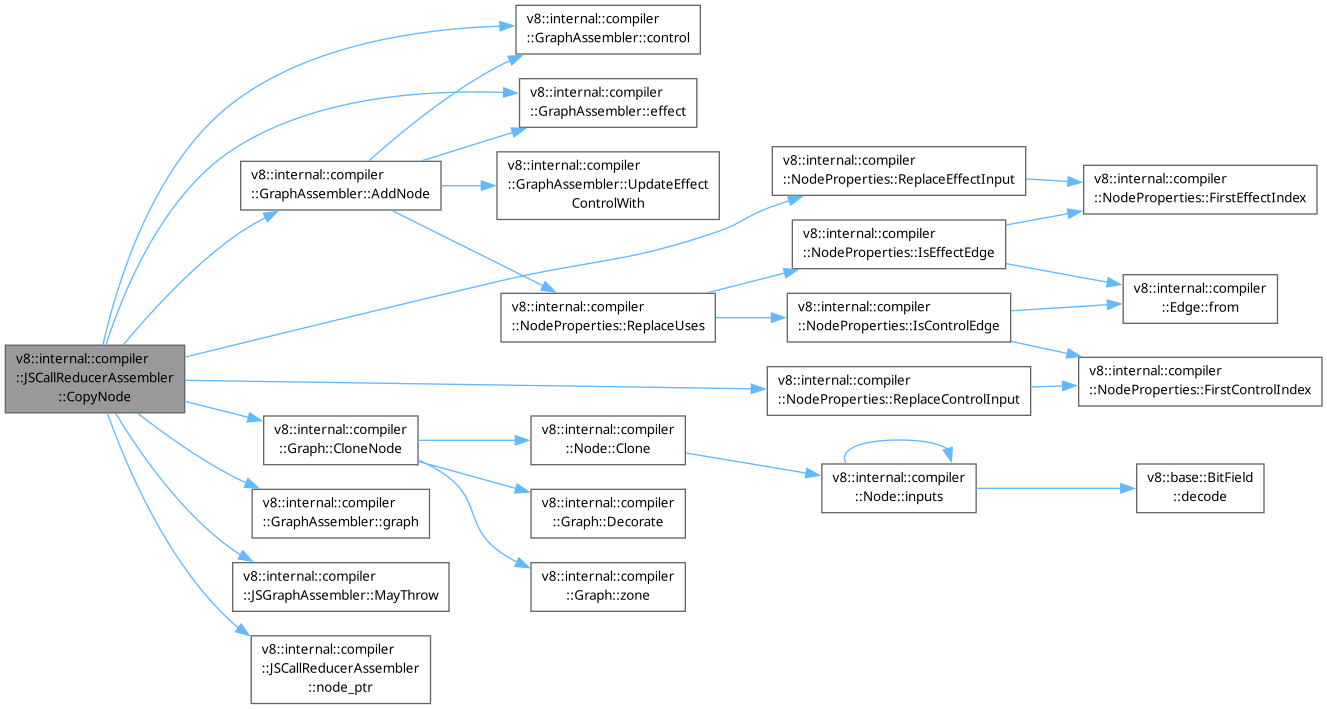 v8::internal::compiler
::JSCallReducerAssembler
::CopyNode
v8::internal::compiler
::GraphAssembler::control
v8::internal::compiler
::GraphAssembler::effect
v8::internal::compiler
::GraphAssembler::AddNode
v8::internal::compiler
::GraphAssembler::UpdateEffect
ControlWith
v8::internal::compiler
::NodeProperties::ReplaceUses
v8::internal::compiler
::NodeProperties::ReplaceEffectInput
v8::internal::compiler
::NodeProperties::IsEffectEdge
v8::internal::compiler
::NodeProperties::IsControlEdge
v8::internal::compiler
::NodeProperties::ReplaceControlInput
v8::internal::compiler
::NodeProperties::FirstEffectIndex
v8::internal::compiler
::Edge::from
v8::internal::compiler
::NodeProperties::FirstControlIndex
v8::internal::compiler
::Graph::CloneNode
v8::internal::compiler
::Node::Clone
v8::internal::compiler
::Node::inputs
v8::base::BitField
::decode
v8::internal::compiler
::Graph::Decorate
v8::internal::compiler
::Graph::zone
v8::internal::compiler
::GraphAssembler::graph
v8::internal::compiler
::JSGraphAssembler::MayThrow
v8::internal::compiler
::JSCallReducerAssembler
::node_ptr